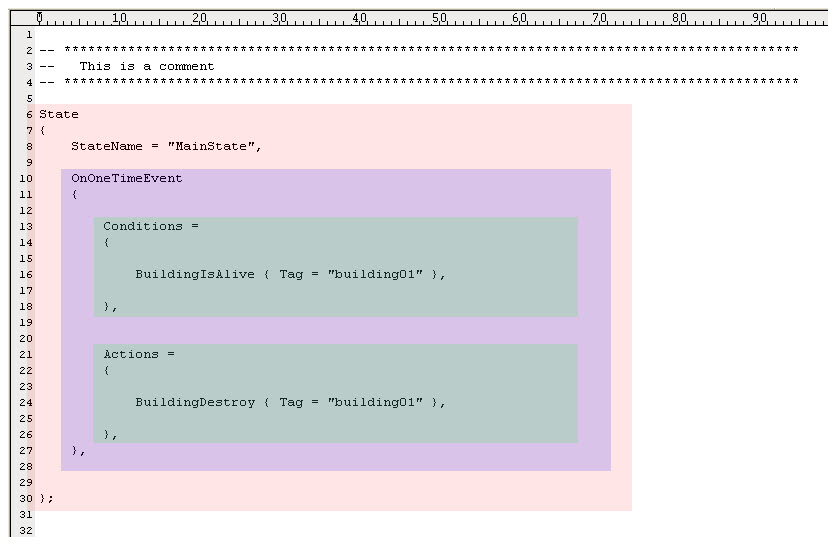 0 10 20 30 40 50 60 70 80 90
1
2 -- ********************************************************************************************
3 --   This is a comment
4 -- ********************************************************************************************
5
6 State
7 {
8     StateName = "MainState",
9
10     OnOneTimeEvent
11     {
12
13         Conditions =
14         {
15
16             BuildingIsAlive { Tag = "building01" },
17
18         },
19
20
21         Actions =
22         {
23
24             BuildingDestroy { Tag = "building01" },
25
26         },
27     },
28
29
30 };
31
32